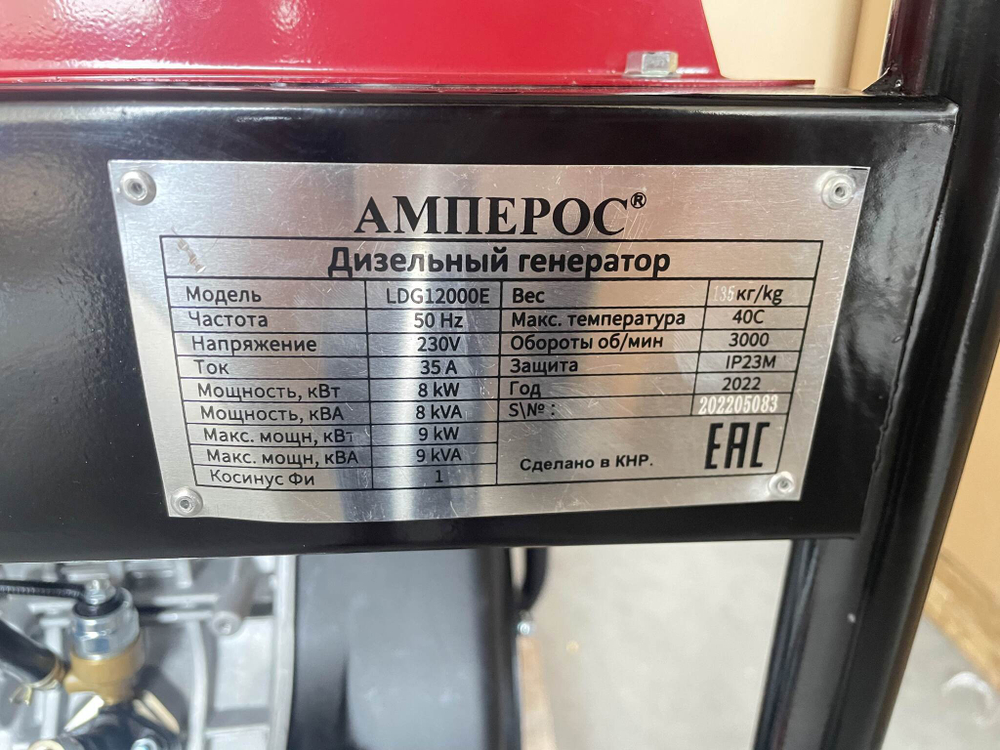 АМПЕРОС®
Дизельный генератор
Модель LDG12000E Вес 135 кг/kg
Частота 50 Hz Макс. температура 40C
Напряжение 230V Обороты об/мин 3000
Ток 35 A Защита IP23M
Мощность, кВт 8 kW Год 2022
Мощность, кВА 8 kVA S\№ : 202205083
Макс. мощн, кВт 9 kW
Макс. мощн, кВА 9 kVA
Косинус Фи 1
Сделано в КНР. EAC